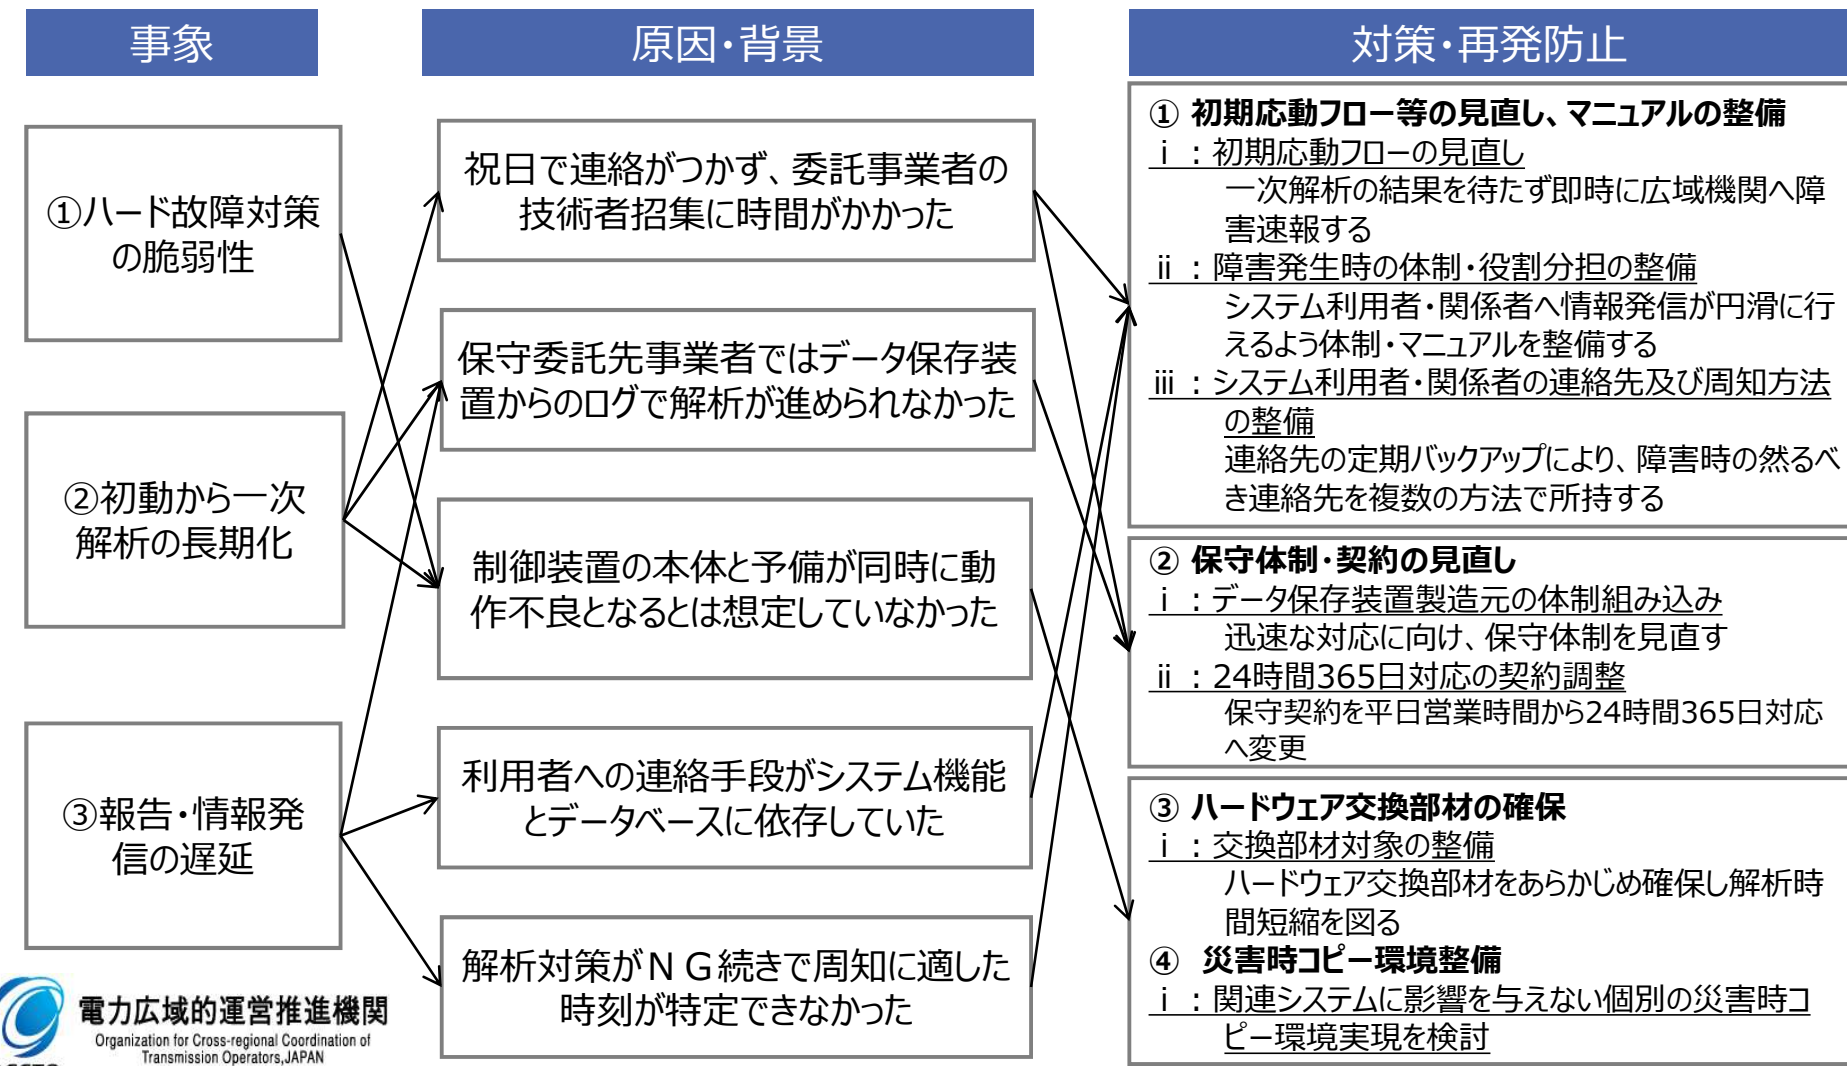 事象
原因・背景
対策・再発防止
①ハード故障対策
の脆弱性
②初動から一次
解析の長期化
③報告・情報発
信の遅延
祝日で連絡がつかず、委託事業者の
技術者招集に時間がかかった
保守委託先事業者ではデータ保存装
置からのログで解析が進められなかった
制御装置の本体と予備が同時に動
作不良となるとは想定していなかった
利用者への連絡手段がシステム機能
とデータベースに依存していた
解析対策がＮＧ続きで周知に適した
時刻が特定できなかった
① 初期応動フロー等の見直し、マニュアルの整備
ⅰ：初期応動フローの見直し
一次解析の結果を待たず即時に広域機関へ障
害速報する
ⅱ：障害発生時の体制・役割分担の整備
システム利用者・関係者へ情報発信が円滑に行
えるよう体制・マニュアルを整備する
ⅲ：システム利用者・関係者の連絡先及び周知方法
の整備
連絡先の定期バックアップにより、障害時の然るべ
き連絡先を複数の方法で所持する
② 保守体制・契約の見直し
ⅰ：データ保存装置製造元の体制組み込み
迅速な対応に向け、保守体制を見直す
ⅱ：24時間365日対応の契約調整
保守契約を平日営業時間から24時間365日対応
へ変更
③ ハードウェア交換部材の確保
ⅰ：交換部材対象の整備
ハードウェア交換部材をあらかじめ確保し解析時
間短縮を図る
④ 災害時コピー環境整備
ⅰ：関連システムに影響を与えない個別の災害時コ
ピー環境実現を検討
電力広域的運営推進機関
Organization for Cross-regional Coordination of
Transmission Operators,JAPAN